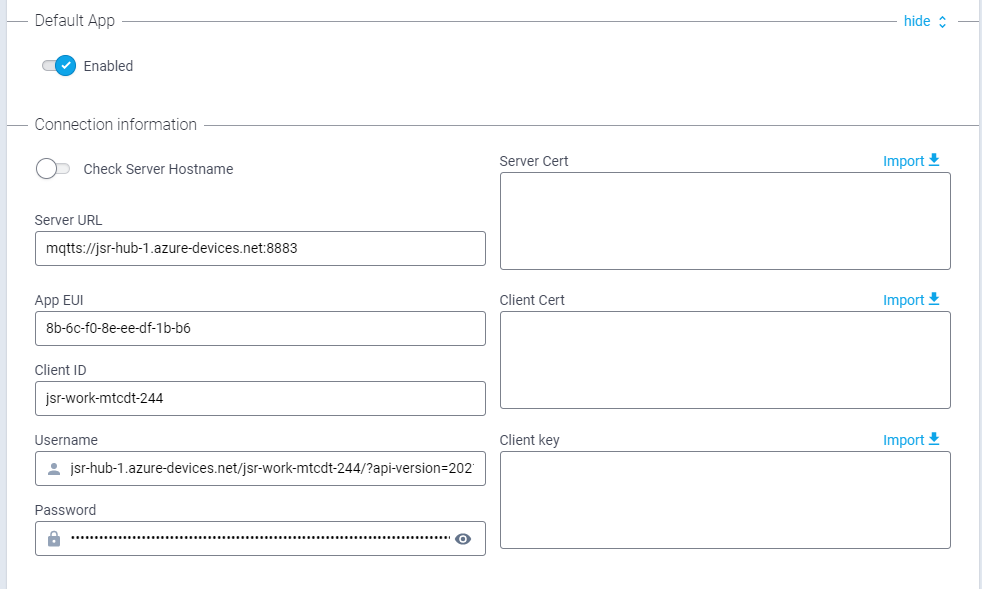 Default App
hide
Enabled
Connection information
Check Server Hostname
Server URL
mqtts://jsr-hub-1.azure-devices.net:8883
App EUI
8b-6c-f0-8e-ee-df-1b-b6
Client ID
jsr-work-mtcdt-244
Username
jsr-hub-1.azure-devices.net/jsr-work-mtcdt-244/?api-version=202
Password
Server Cert
Import
Client Cert
Import
Client key
Import